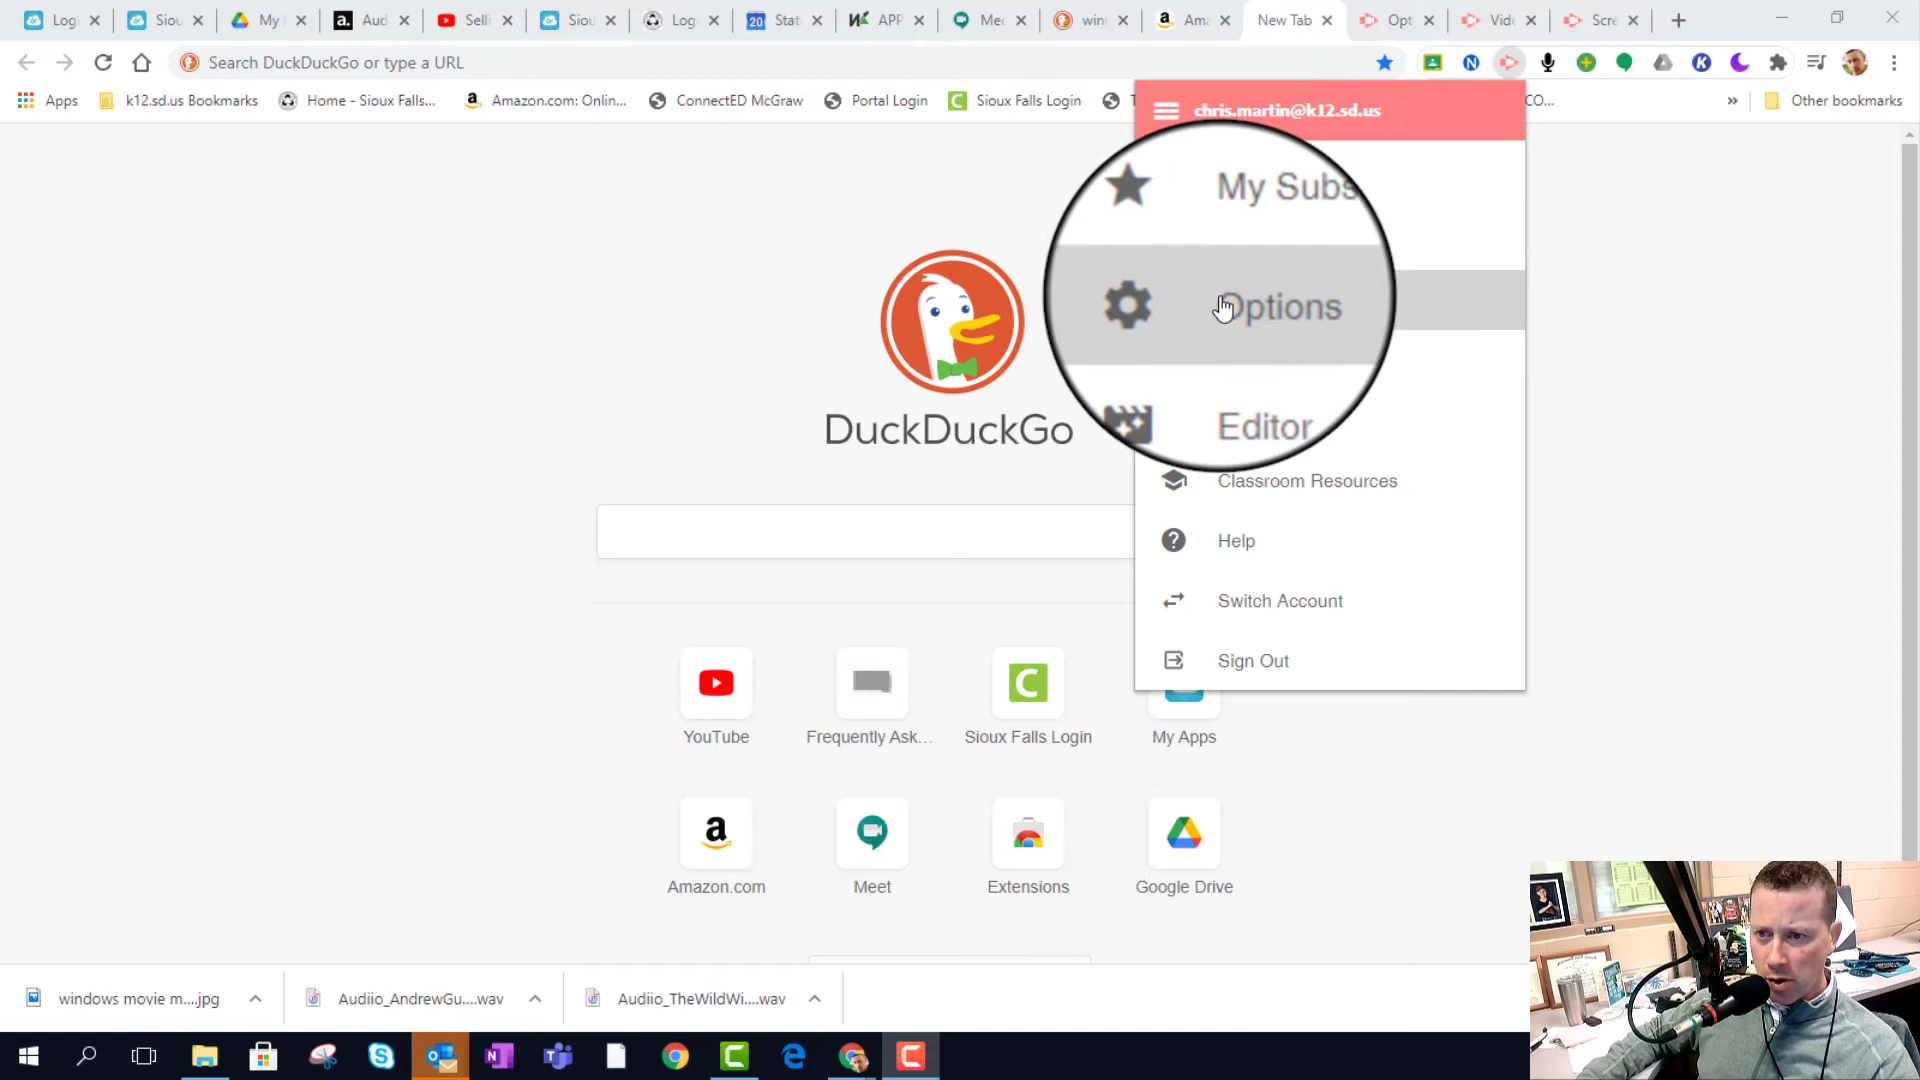 Log
Siou
My
Aud
Selli
Siou
Log
20
Stat
APP
Mee
win
Ama
New Tab
Opt
Vid
Scre
Search DuckDuckGo or type a URL
Apps
k12.sd.us Bookmarks
Home - Sioux Falls...
Amazon.com: Onlin...
ConnectED McGraw
Portal Login
Sioux Falls Login
CO...
»
Other bookmarks
chris.martin@k12.sd.us
My Subs
Options
Editor
Classroom Resources
Help
Switch Account
Sign Out
DuckDuckGo
YouTube
Frequently Ask...
Sioux Falls Login
My Apps
Amazon.com
Meet
Extensions
Google Drive
windows movie m....jpg
Audiio_AndrewGu....wav
Audiio_TheWildWi....wav